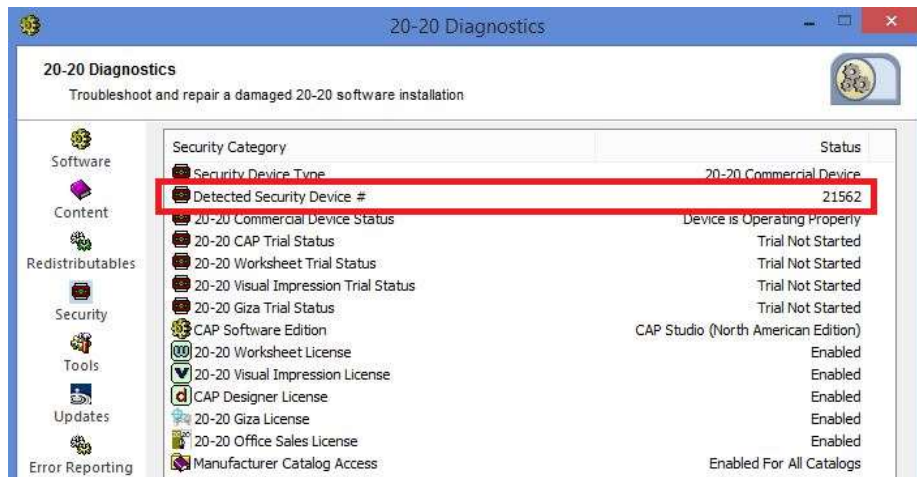 20-20 Diagnostics
20-20 Diagnostics
Troubleshoot and repair a damaged 20-20 software installation
Software
Content
Redistributables
Security
Tools
Updates
Error Reporting
Security Category Status
Security Device Type 20-20 Commercial Device
Detected Security Device # 21562
20-20 Commercial Device Status Device is Operating Properly
20-20 CAP Trial Status Trial Not Started
20-20 Worksheet Trial Status Trial Not Started
20-20 Visual Impression Trial Status Trial Not Started
20-20 Giza Trial Status Trial Not Started
CAP Software Edition CAP Studio (North American Edition)
20-20 Worksheet License Enabled
20-20 Visual Impression License Enabled
CAP Designer License Enabled
20-20 Giza License Enabled
20-20 Office Sales License Enabled
Manufacturer Catalog Access Enabled For All Catalogs